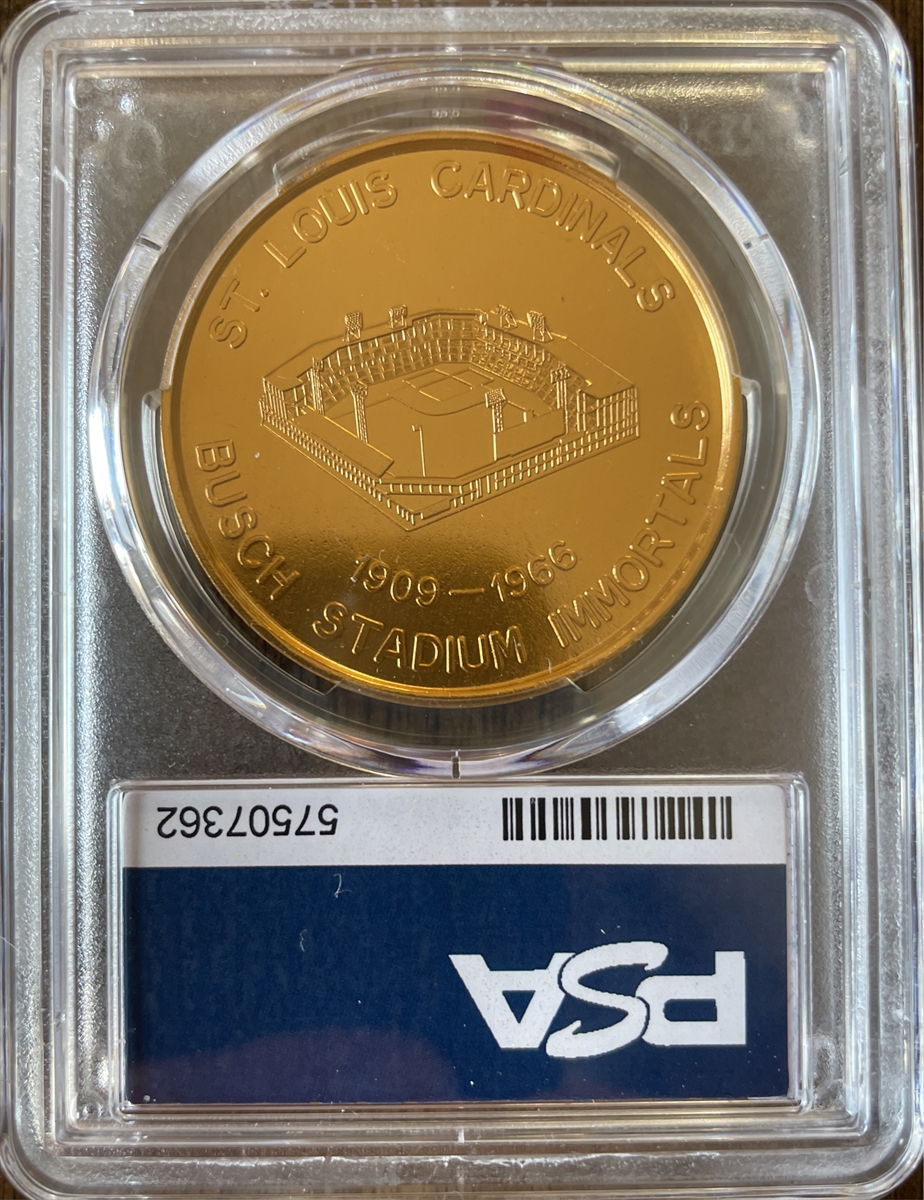 ST. LOUIS CARDINALS
1909–1966
BUSCH STADIUM IMMORTALS
57507362
PSA